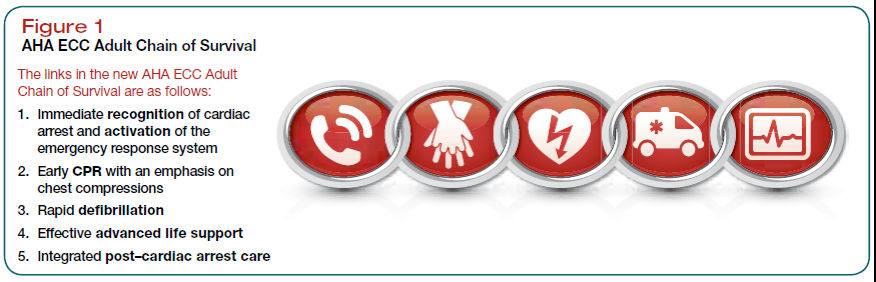 Figure 1
AHA ECC Adult Chain of Survival
The links in the new AHA ECC Adult
Chain of Survival are as follows:
1. Immediate recognition of cardiac
arrest and activation of the
emergency response system
2. Early CPR with an emphasis on
chest compressions
3. Rapid defibrillation
4. Effective advanced life support
5. Integrated post–cardiac arrest care